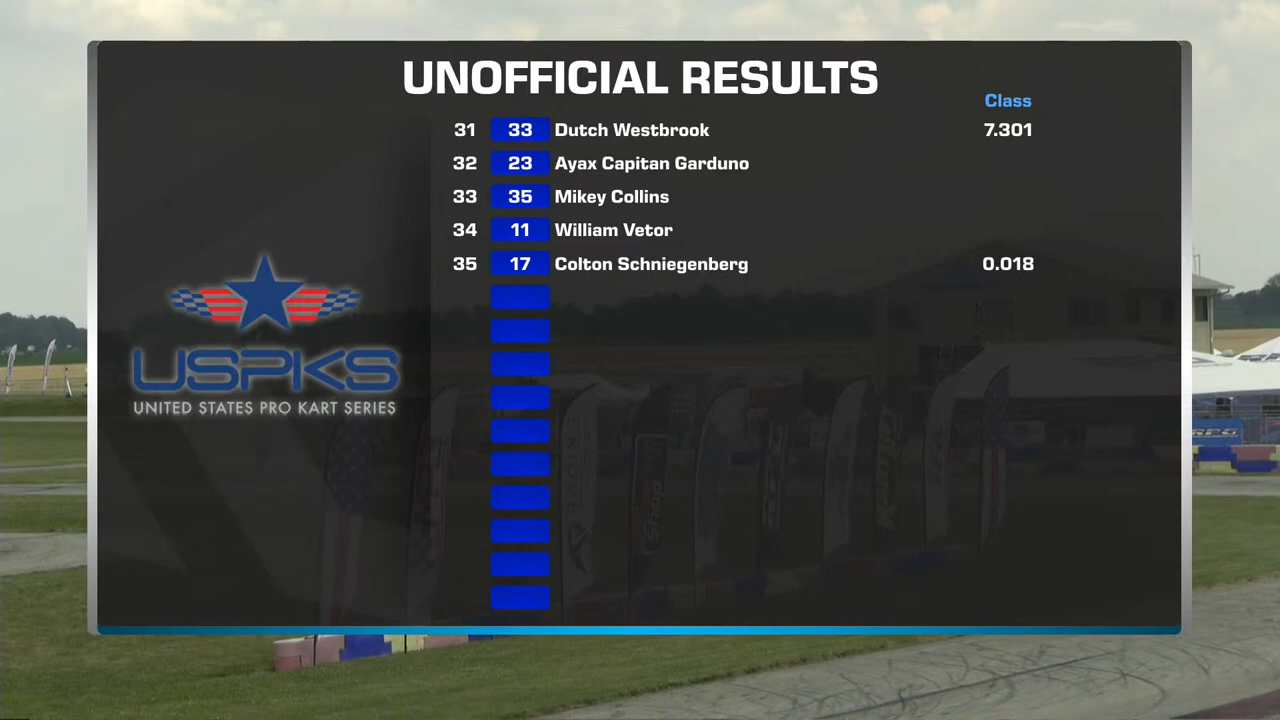 UNOFFICIAL RESULTS
Class
31 33 Dutch Westbrook 7.301
32 23 Ayax Capitan Garduno
33 35 Mikey Collins
34 11 William Vetor
35 17 Colton Schniegenberg 0.018
USPKS
UNITED STATES PRO KART SERIES
Shop